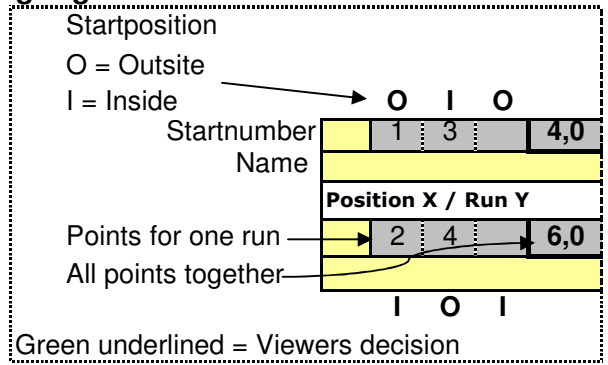 Startposition
O = Outsite
I = Inside
O I O
Startnumber 1 3 4,0
Name
Position X / Run Y
Points for one run 2 4 6,0
All points together
I O I
Green underlined = Viewers decision